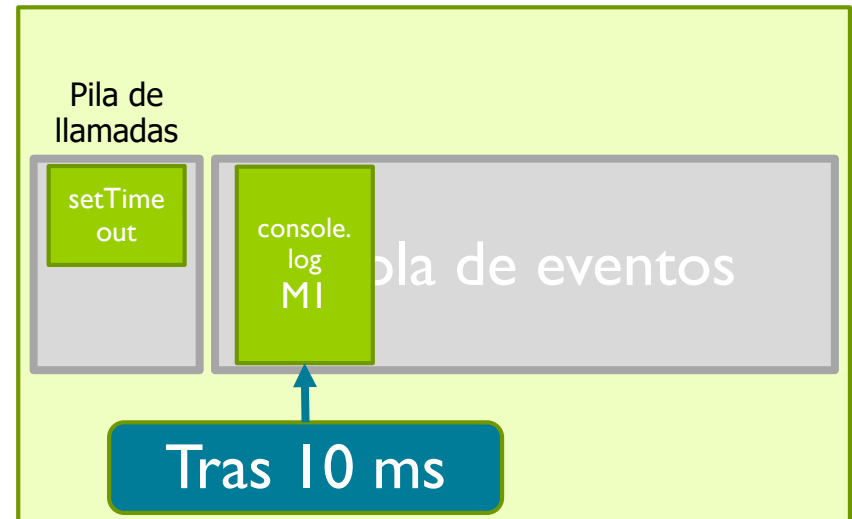 Pila de
llamadas
setTime
out
console.
log
M1
ola de eventos
Tras 10 ms